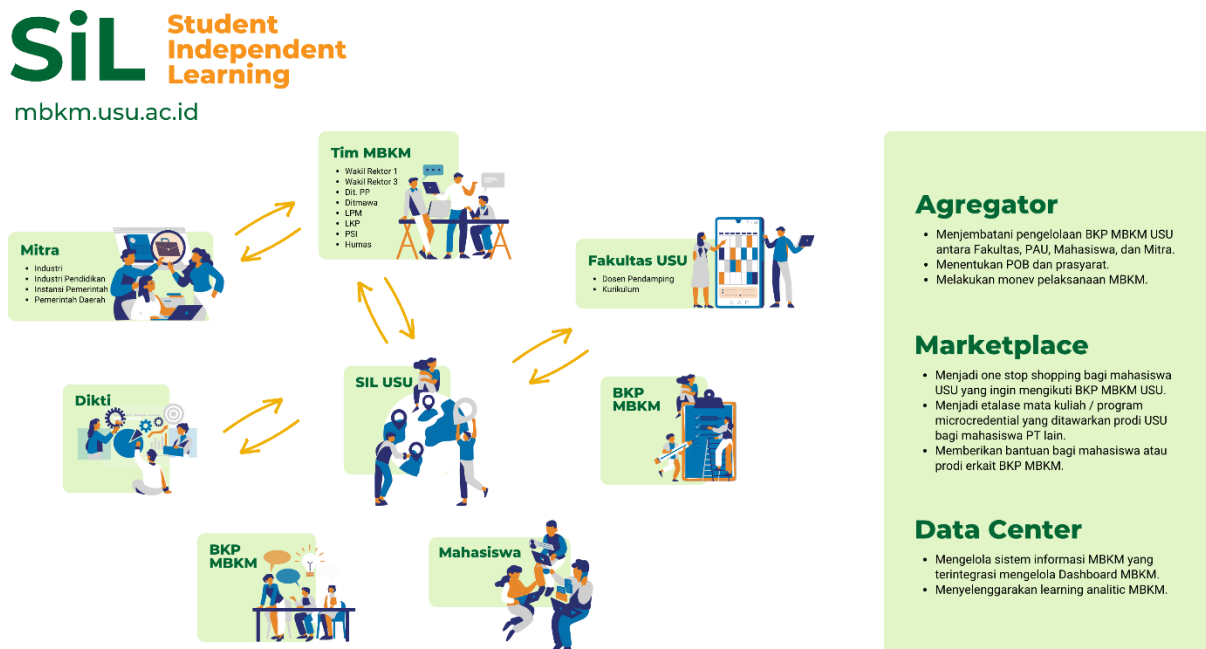 SiL
Student
Independent
Learning
mbkm.usu.ac.id
Tim MBKM
• Wakil Rektor 1
• Wakil Rektor 3
• Dit. PP
• Ditmawa
• LPM
• LKP
• PSI
• Humas
Mitra
• Industri
• Industri Pendidikan
• Instansi Pemerintah
• Pemerintah Daerah
Fakultas USU
• Dosen Pendamping
• Kurikulum
Dikti
SIL USU
BKP
MBKM
BKP
MBKM
Mahasiswa
Agregator
• Menjembatani pengelolaan BKP MBKM USU
antara Fakultas, PAU, Mahasiswa, dan Mitra.
• Menentukan POB dan prasyarat.
• Melakukan monev pelaksanaan MBKM.
Marketplace
• Menjadi one stop shopping bagi mahasiswa
USU yang ingin mengikuti BKP MBKM USU.
• Menjadi etalase mata kuliah / program
microcredential yang ditawarkan prodi USU
bagi mahasiswa PT lain.
• Memberikan bantuan bagi mahasiswa atau
prodi erkait BKP MBKM.
Data Center
• Mengelola sistem informasi MBKM yang
terintegrasi mengelola Dashboard MBKM.
• Menyelenggarakan learning analitic MBKM.